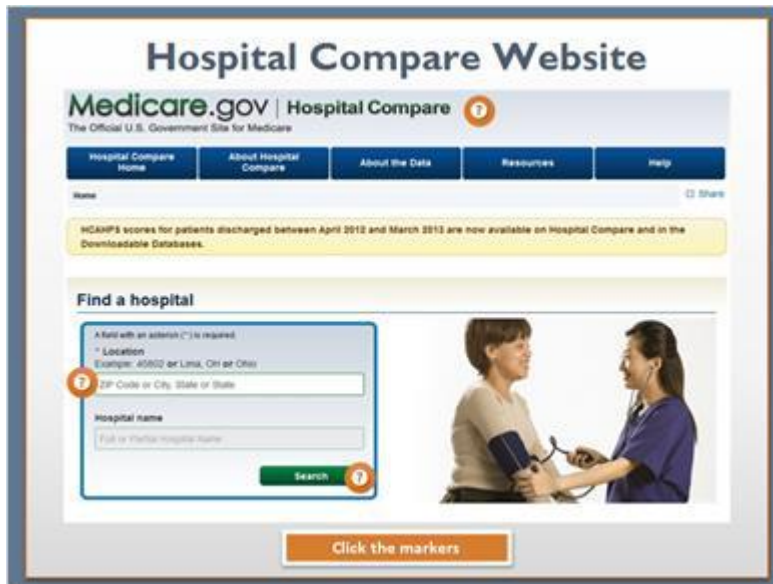 Hospital Compare Website
Medicare.gov | Hospital Compare ?
The Official U.S. Government Site for Medicare
Hospital Compare Home
About Hospital Compare
About the Data
Resources
Help
Home
Share
HCAHPS scores for patients discharged between April 2012 and March 2013 are now available on Hospital Compare and in the
Downloadable Databases.
Find a hospital
A field with an asterisk (*) is required.
* Location
Example: 45802 or Lima, OH or Ohio
? ZIP Code or City, State or State
Hospital name
Full or Partial Hospital Name
Search ?
Click the markers